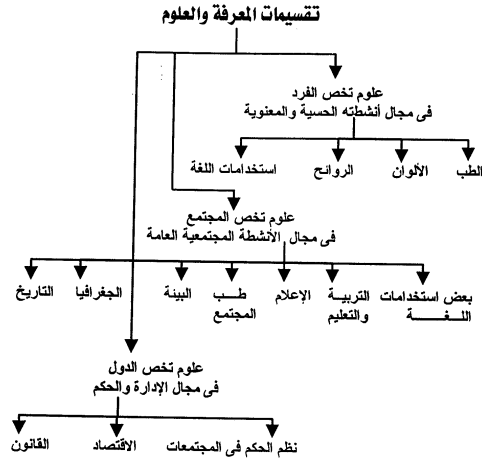 تقسيمات المعرفة والعلوم
علوم تخص الفرد
فى مجال أنشطته الحسية والمعنوية
الطب
الألوان
الروائح
استخدامات اللغة
علوم تخص المجتمع
فى مجال الأنشطة المجتمعية العامة
بعض استخدامات
اللغة
التربية
والتعليم
الإعلام
طب
المجتمع
البيئة
الجغرافيا
التاريخ
علوم تخص الدول
فى مجال الإدارة والحكم
نظم الحكم فى المجتمعات
الاقتصاد
القانون